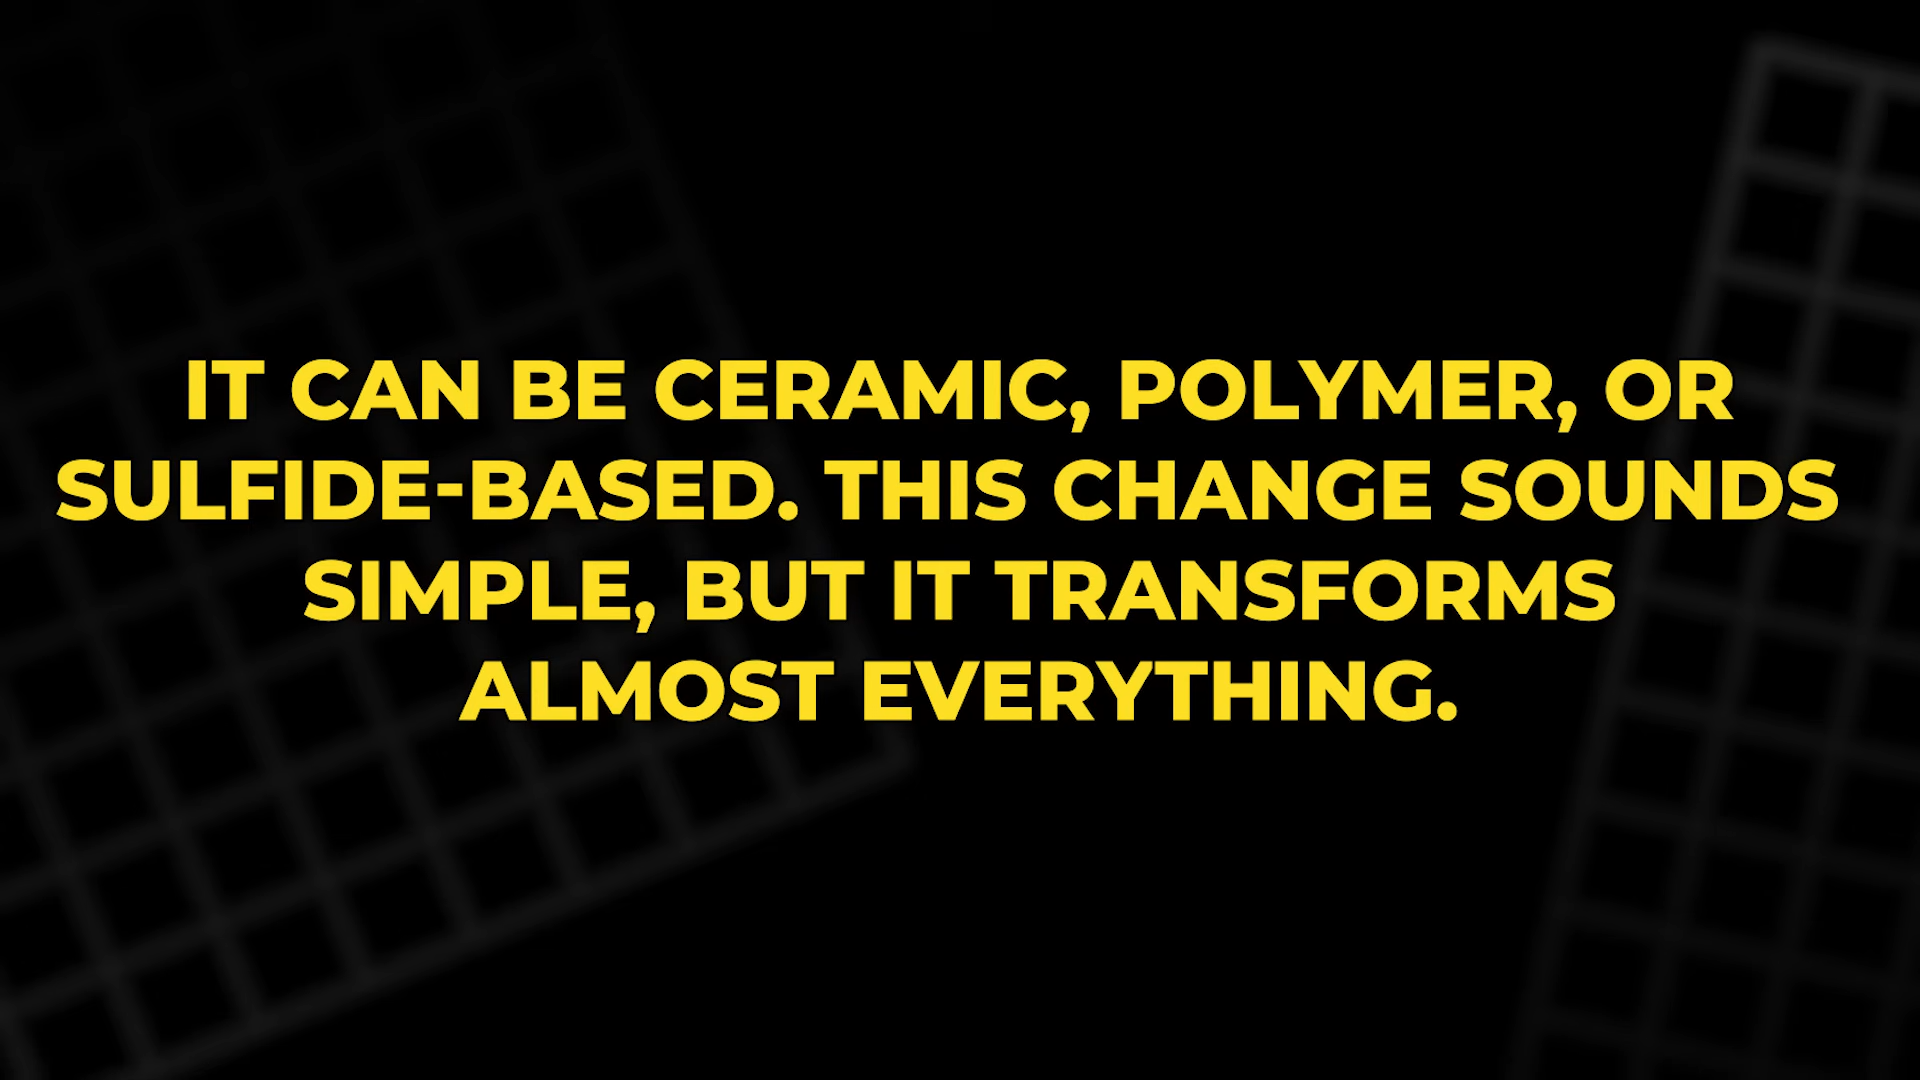 IT CAN BE CERAMIC, POLYMER, OR
SULFIDE-BASED. THIS CHANGE SOUNDS
SIMPLE, BUT IT TRANSFORMS
ALMOST EVERYTHING.